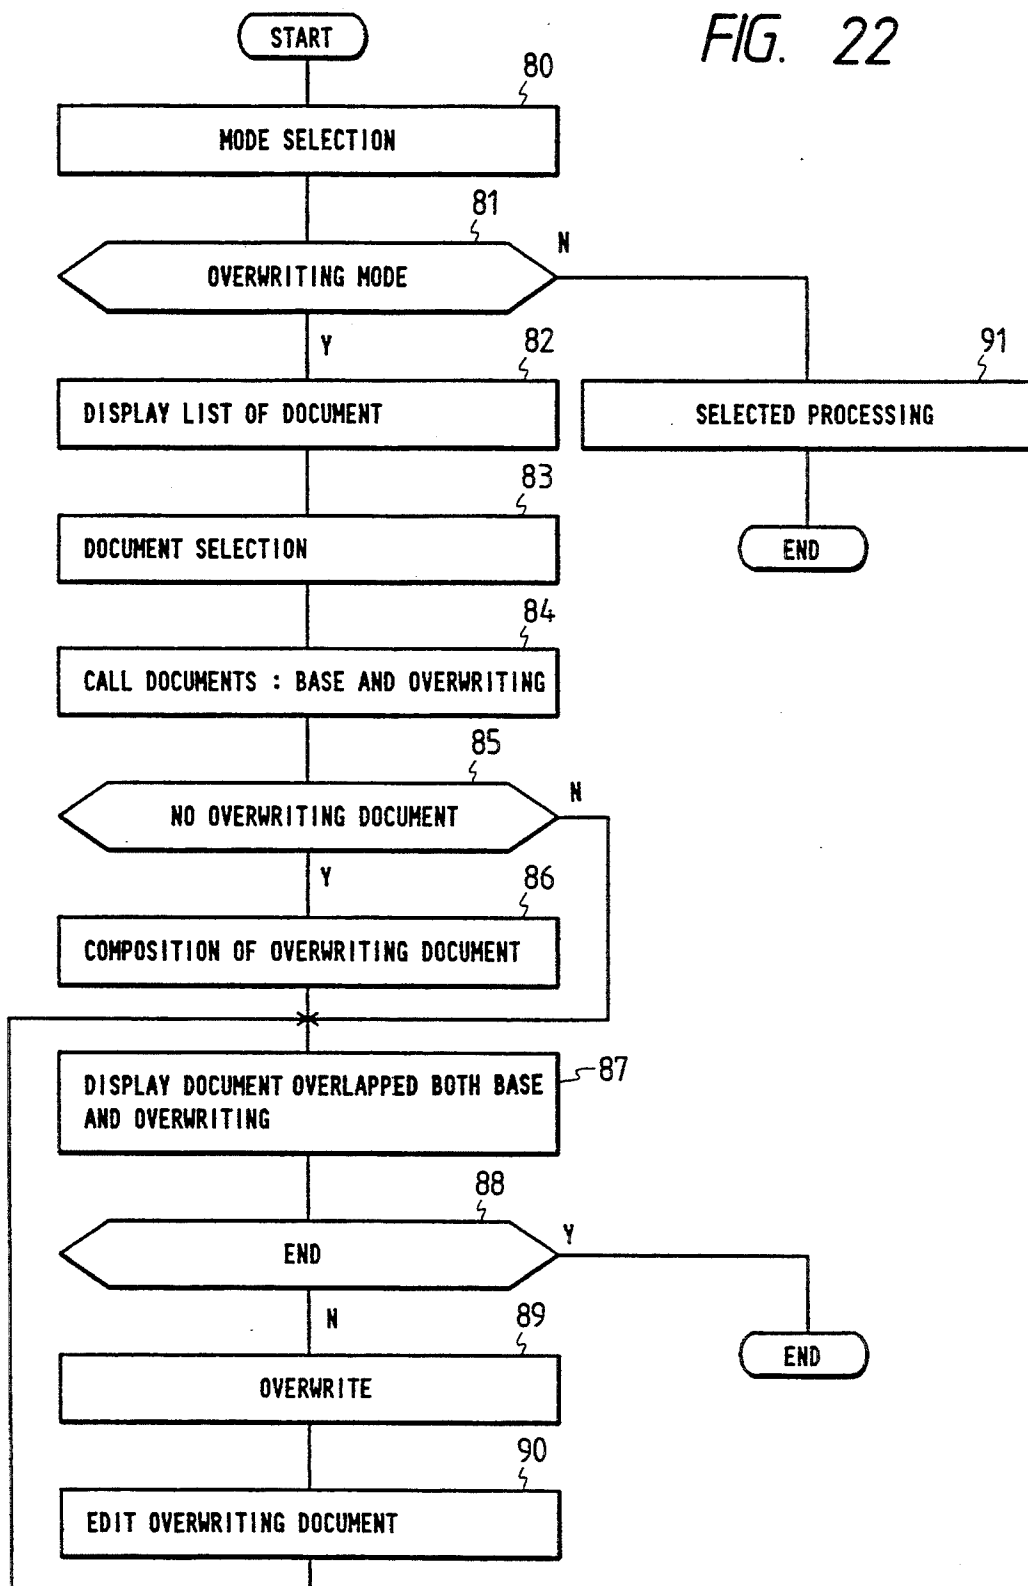 START
FIG. 22
80
MODE SELECTION
81
OVERWRITING MODE
N
Y
82
DISPLAY LIST OF DOCUMENT
91
SELECTED PROCESSING
83
DOCUMENT SELECTION
END
84
CALL DOCUMENTS : BASE AND OVERWRITING
85
NO OVERWRITING DOCUMENT
N
Y
86
COMPOSITION OF OVERWRITING DOCUMENT
87
DISPLAY DOCUMENT OVERLAPPED BOTH BASE
AND OVERWRITING
88
END
Y
N
END
89
OVERWRITE
90
EDIT OVERWRITING DOCUMENT